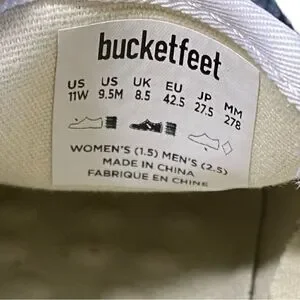 bucketfeet
US US UK EU JP MM
11W 9.5M 8.5 42.5 27.5 278
WOMEN'S (1.5) MEN'S (2.5)
MADE IN CHINA
FABRIQUE EN CHINE